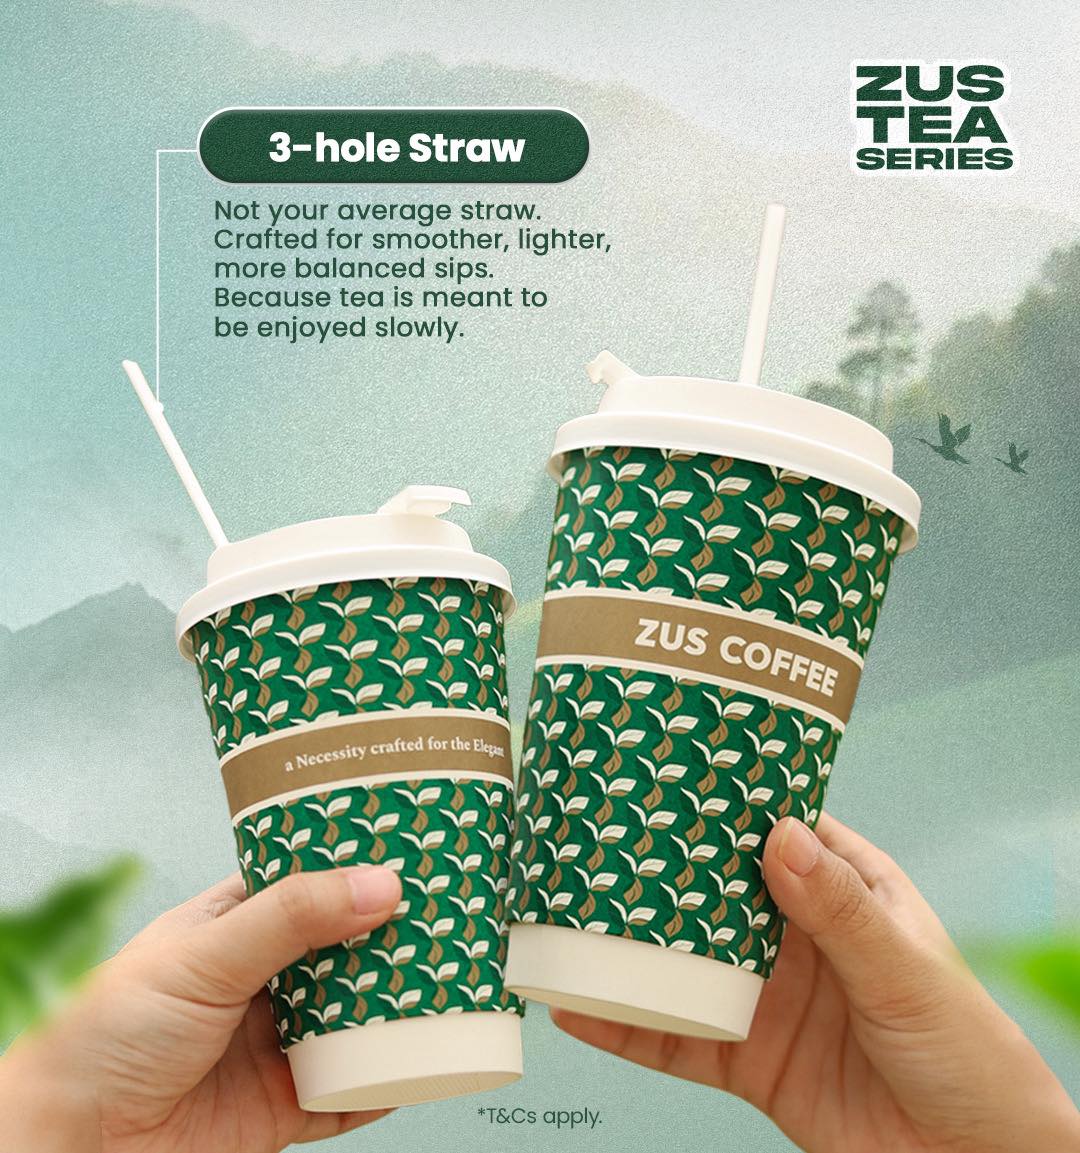 ZUS
TEA
SERIES
3-hole Straw
Not your average straw.
Crafted for smoother, lighter,
more balanced sips.
Because tea is meant to
be enjoyed slowly.
ZUS COFFEE
a Necessity crafted for the Elegant
*T&Cs apply.